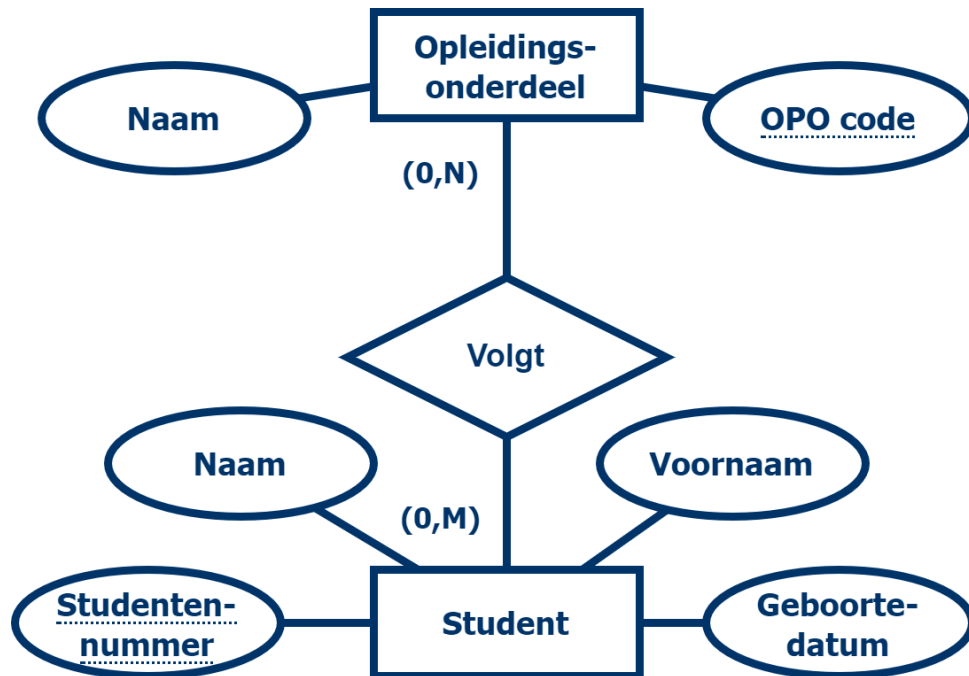 Opleidings-
onderdeel
Naam
OPO code
(0,N)
Volgt
Naam
Voornaam
(0,M)
Studenten-
nummer
Student
Geboorte-
datum